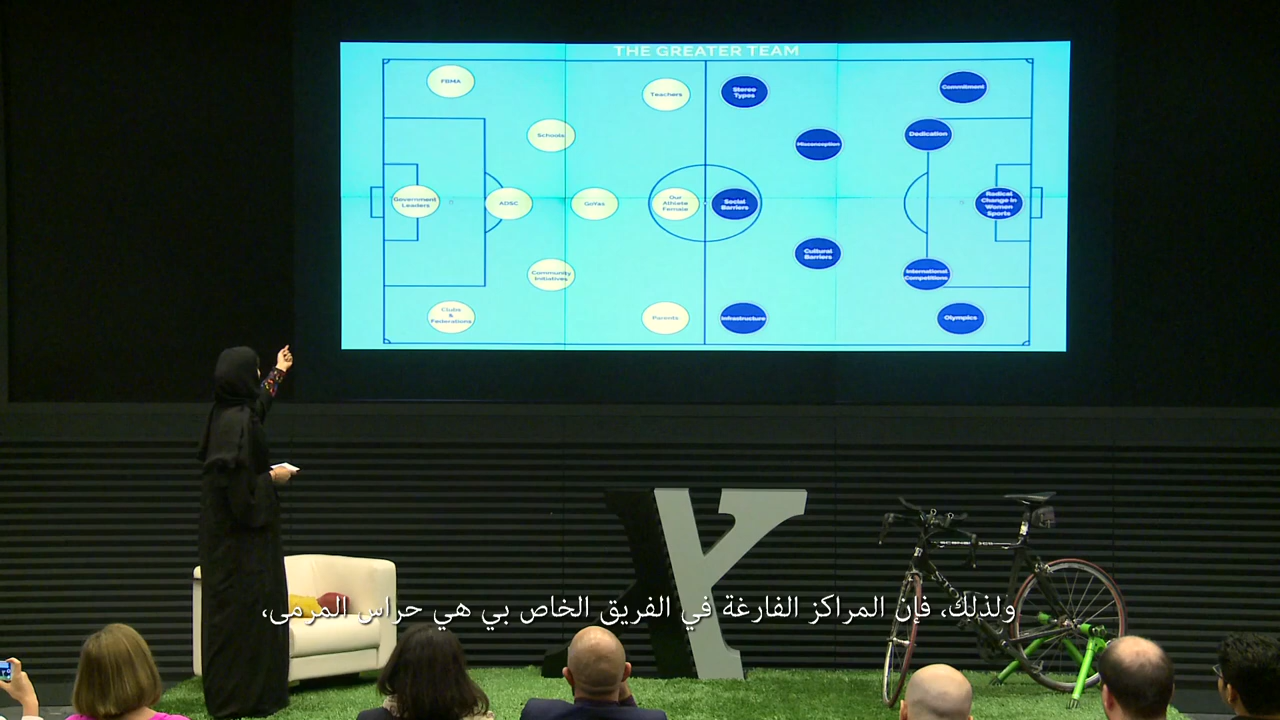 THE GREATER TEAM
FBMA
Teachers
Stereo
Types
Commitment
Schools
Misconception
Dedication
Government
Leaders
ADSC
GoYas
Our
Athlete
Female
Social
Barriers
Radical
Change in
Women
Sports
Cultural
Barriers
Community
Initiatives
International
Competitions
Clubs
&
Federations
Parents
Infrastructure
Olympics
X
ولذلك، فإن المراكز الفارغة في الفريق الخاص بي هي حراس المرمى،